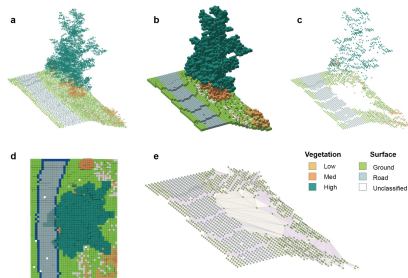 a
b
c
d
e
Vegetation
Low
Med
High
Surface
Ground
Road
Unclassified